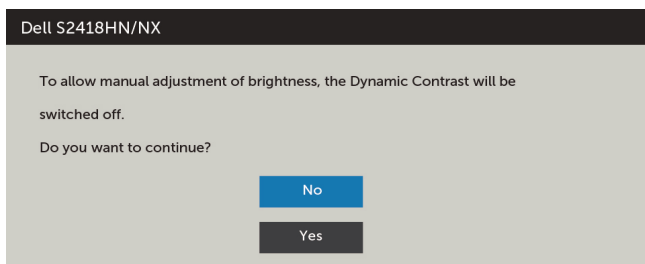 Dell S2418HN/NX
To allow manual adjustment of brightness, the Dynamic Contrast will be
switched off.
Do you want to continue?
No
Yes